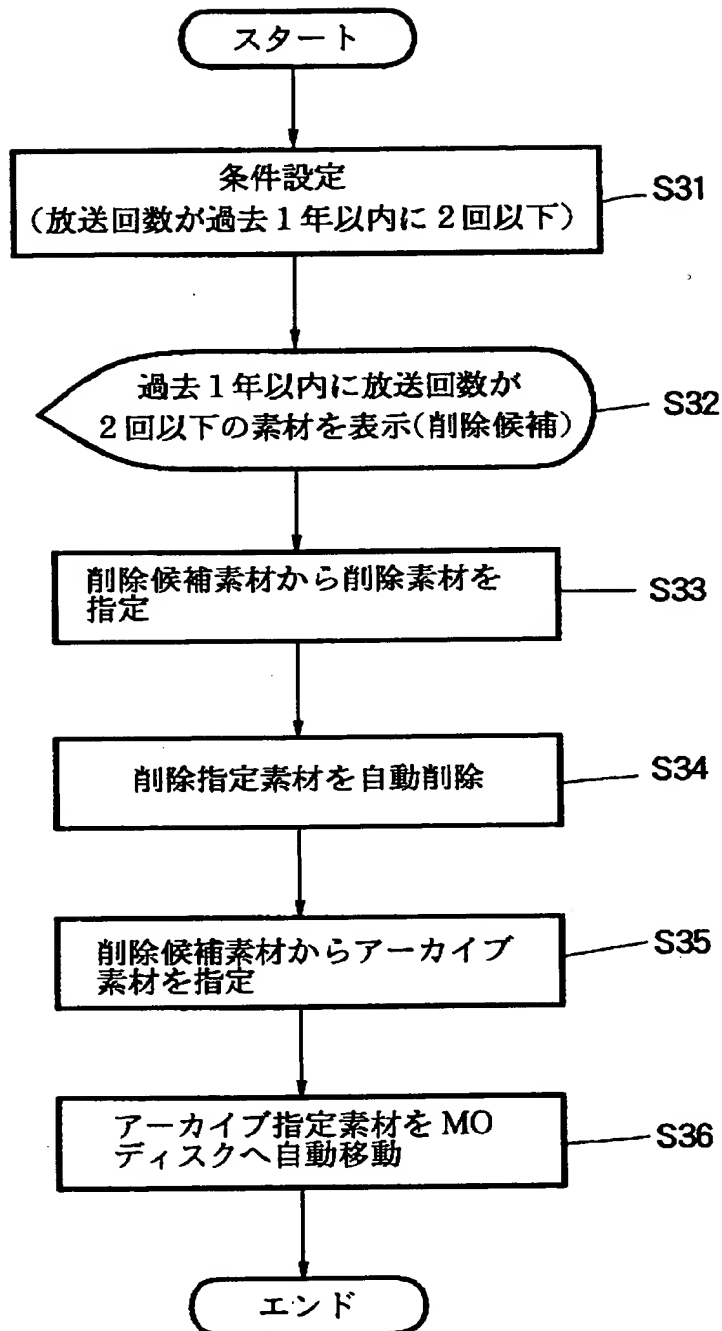 スタート
条件設定
(放送回数が過去1年以内に2回以下)
S31
過去1年以内に放送回数が
2回以下の素材を表示(削除候補)
S32
削除候補素材から削除素材を
指定
S33
削除指定素材を自動削除
S34
削除候補素材からアーカイブ
素材を指定
S35
アーカイブ指定素材をMO
ディスクへ自動移動
S36
エンド